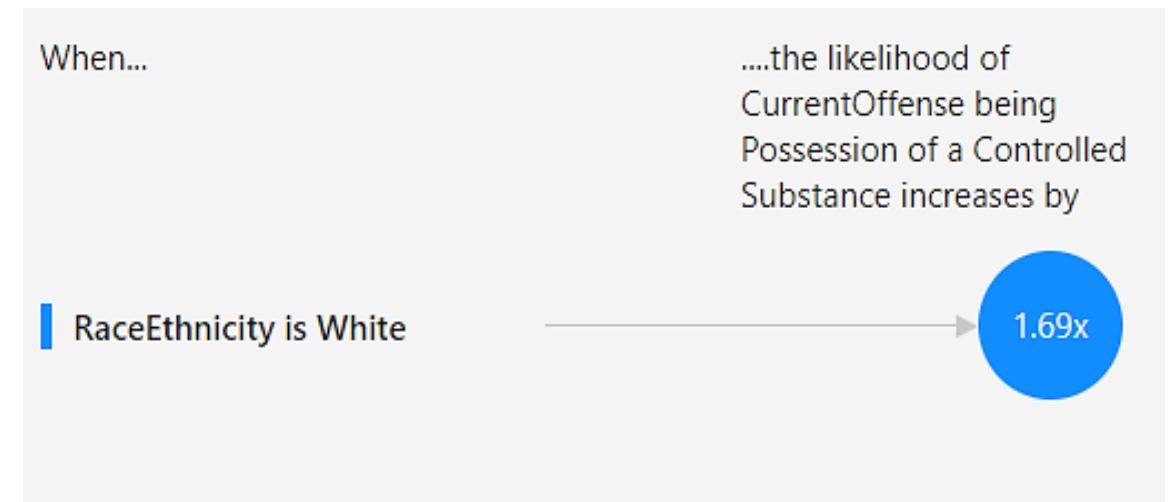 When...
....the likelihood of
CurrentOffense being
Possession of a Controlled
Substance increases by
RaceEthnicity is White
1.69x